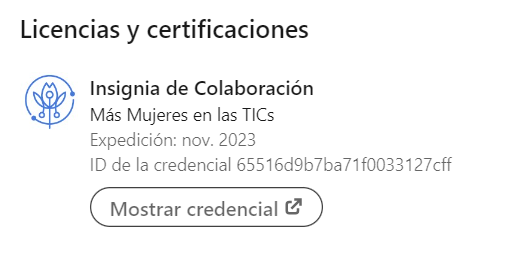 Licencias y certificaciones
Insignia de Colaboración
Más Mujeres en las TICs
Expedición: nov. 2023
ID de la credencial 65516d9b7ba71f0033127cff
Mostrar credencial